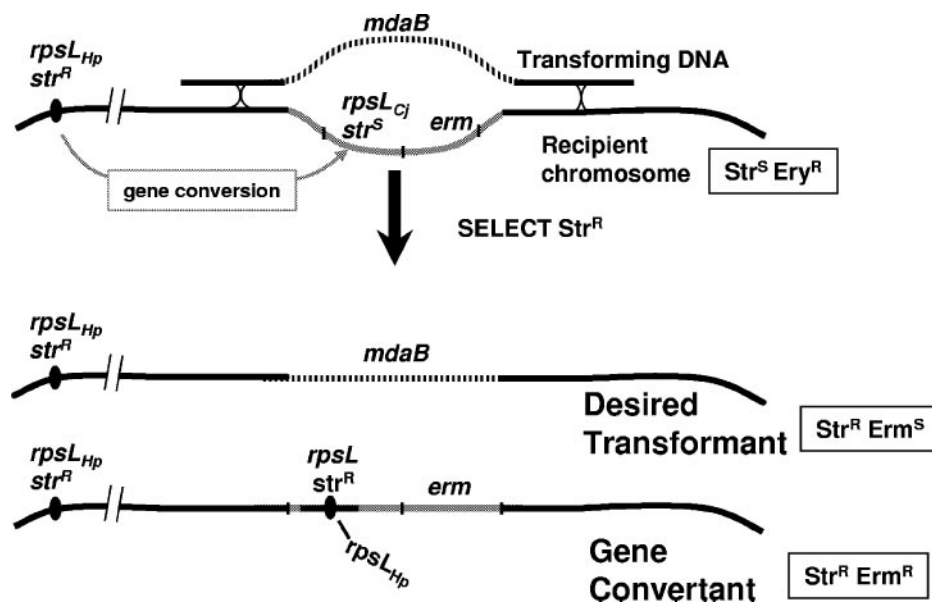 mdaB
rpsL_Hp
str^R
Transforming DNA
rpsL_Cj
str^S
erm
Recipient
chromosome
Str^S Ery^R
gene conversion
SELECT Str^R
rpsL_Hp
str^R
mdaB
Desired
Transformant
Str^R Erm^S
rpsL_Hp
str^R
rpsL
str^R
erm
rpsL_Hp
Gene
Convertant
Str^R Erm^R